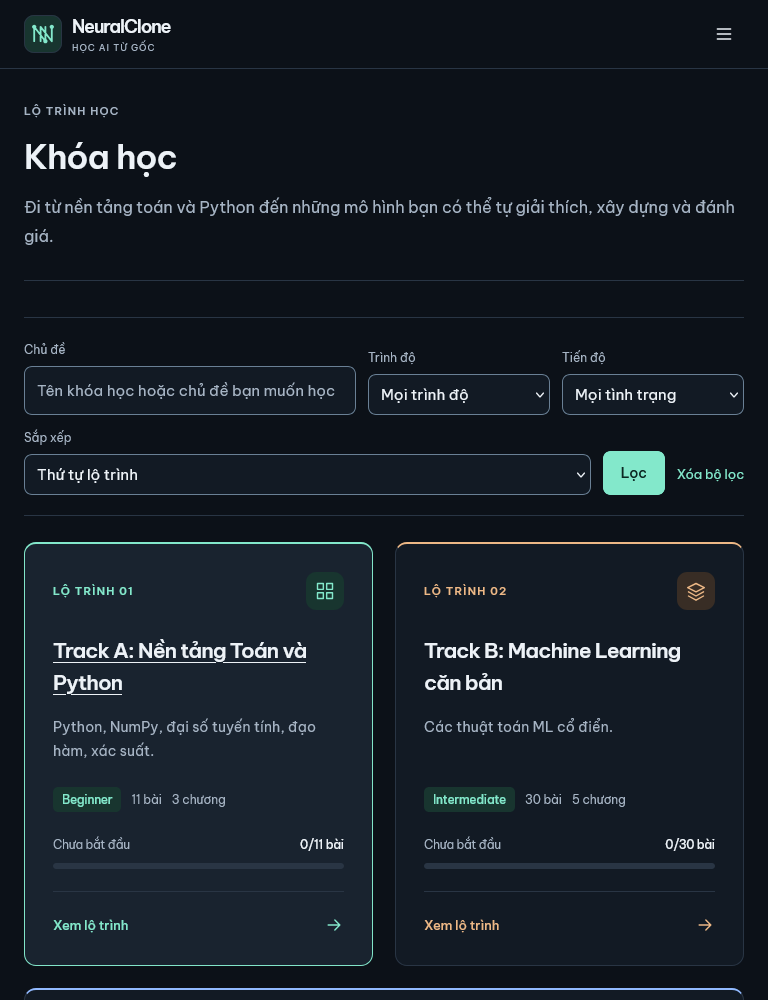 NeuralClone
HỌC AI TỪ GỐC
LỘ TRÌNH HỌC
Khóa học
Đi từ nền tảng toán và Python đến những mô hình bạn có thể tự giải thích, xây dựng và đánh
giá.
Chủ đề
Trình độ
Tiến độ
Tên khóa học hoặc chủ đề bạn muốn học
Mọi trình độ
Mọi tình trạng
Sắp xếp
Thứ tự lộ trình
Lọc
Xóa bộ lọc
LỘ TRÌNH 01
Track A: Nền tảng Toán và
Python
Python, NumPy, đại số tuyến tính, đạo
hàm, xác suất.
Beginner 11 bài 3 chương
Chưa bắt đầu 0/11 bài
Xem lộ trình
LỘ TRÌNH 02
Track B: Machine Learning
căn bản
Các thuật toán ML cổ điển.
Intermediate 30 bài 5 chương
Chưa bắt đầu 0/30 bài
Xem lộ trình